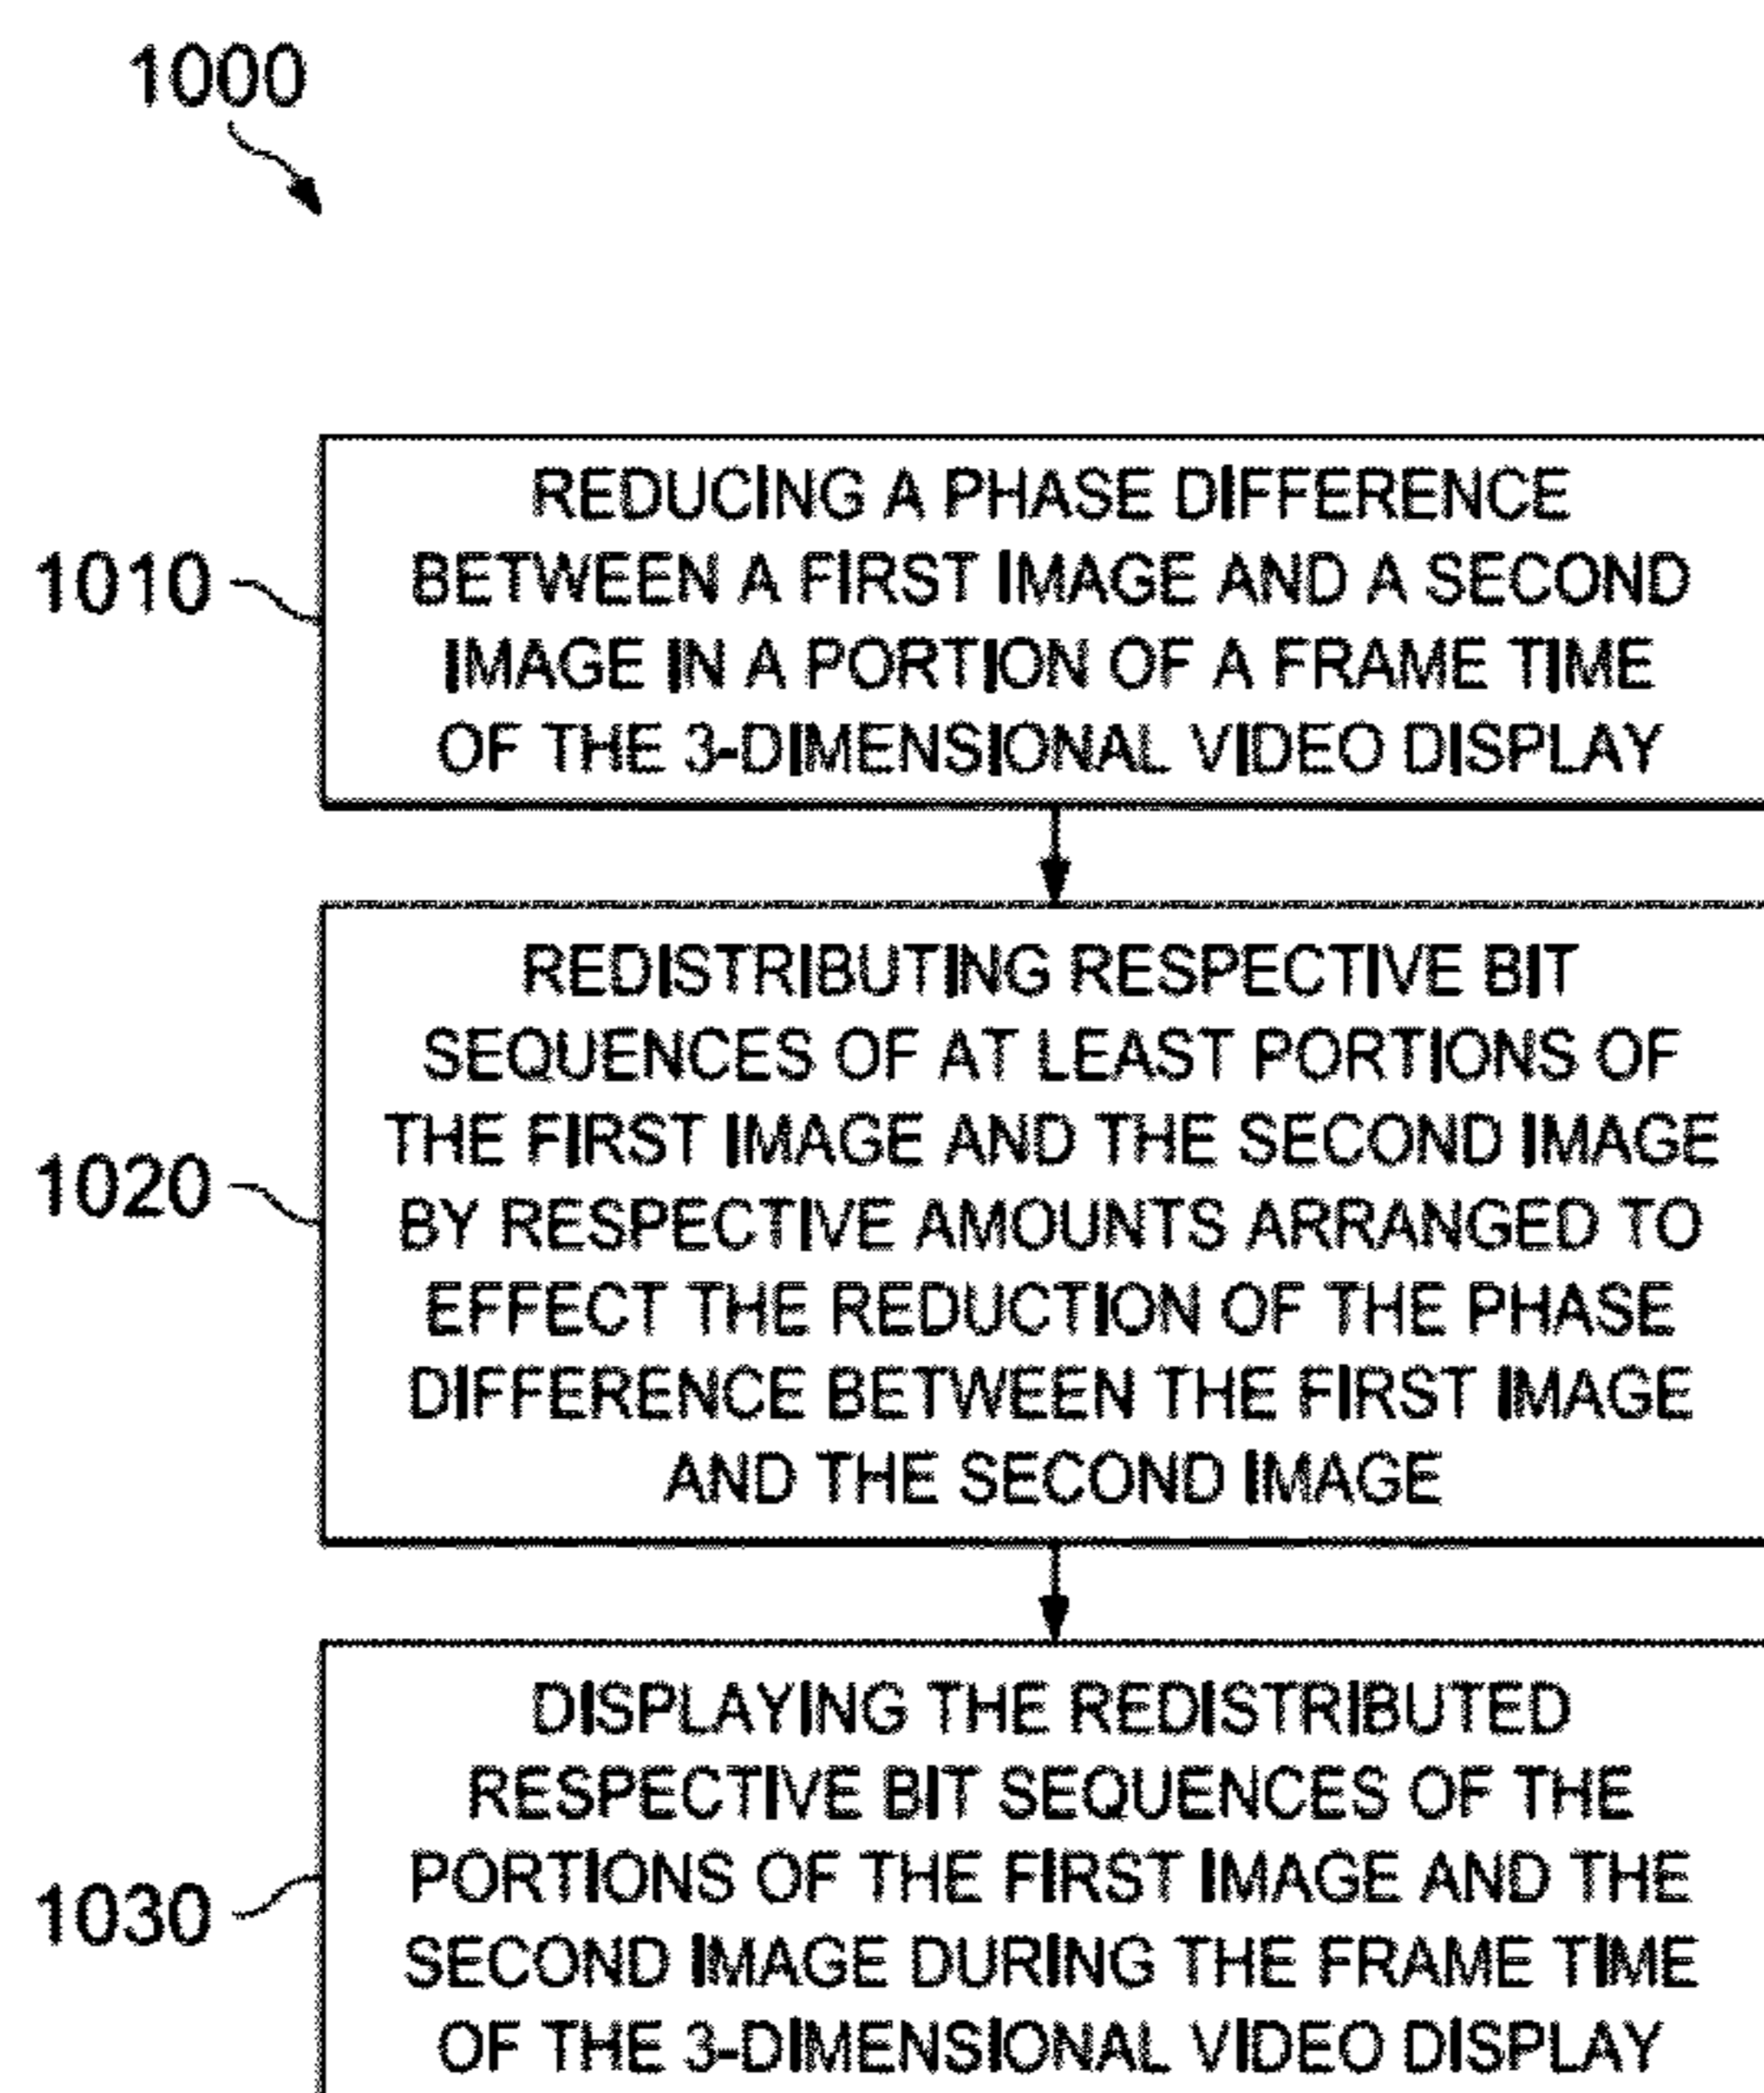 1000
REDUCING A PHASE DIFFERENCE
BETWEEN A FIRST IMAGE AND A SECOND
IMAGE IN A PORTION OF A FRAME TIME
OF THE 3-DIMENSIONAL VIDEO DISPLAY
1010
REDISTRIBUTING RESPECTIVE BIT
SEQUENCES OF AT LEAST PORTIONS OF
THE FIRST IMAGE AND THE SECOND IMAGE
BY RESPECTIVE AMOUNTS ARRANGED TO
EFFECT THE REDUCTION OF THE PHASE
DIFFERENCE BETWEEN THE FIRST IMAGE
AND THE SECOND IMAGE
1020
DISPLAYING THE REDISTRIBUTED
RESPECTIVE BIT SEQUENCES OF THE
PORTIONS OF THE FIRST IMAGE AND THE
SECOND IMAGE DURING THE FRAME TIME
OF THE 3-DIMENSIONAL VIDEO DISPLAY
1030